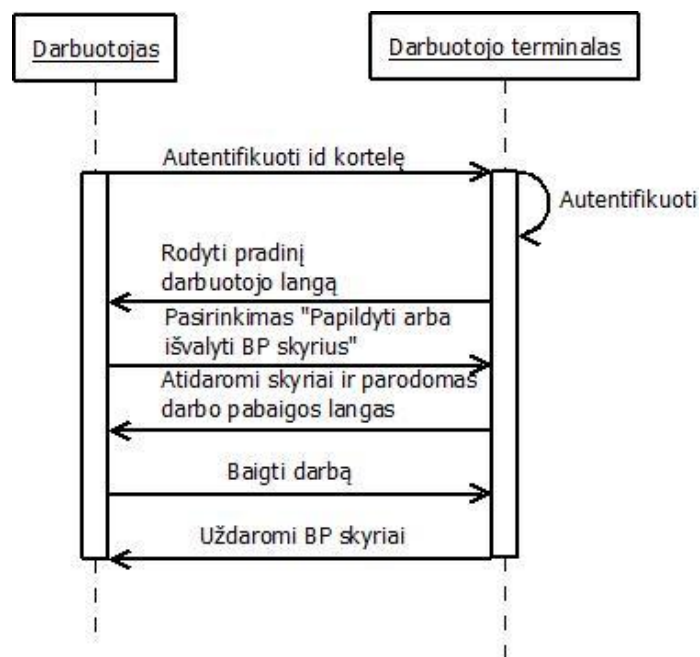 Darbuotojas
Darbuotojo terminalas
Autentifikuoti id kortelę
Autentifikuoti
Rodyti pradinį
darbuotojo langą
Pasirinkimas "Papildyti arba
išvalyti BP skyrius"
Atidaromi skyriai ir parodomas
darbo pabaigos langas
Baigti darbą
Uždaromi BP skyriai